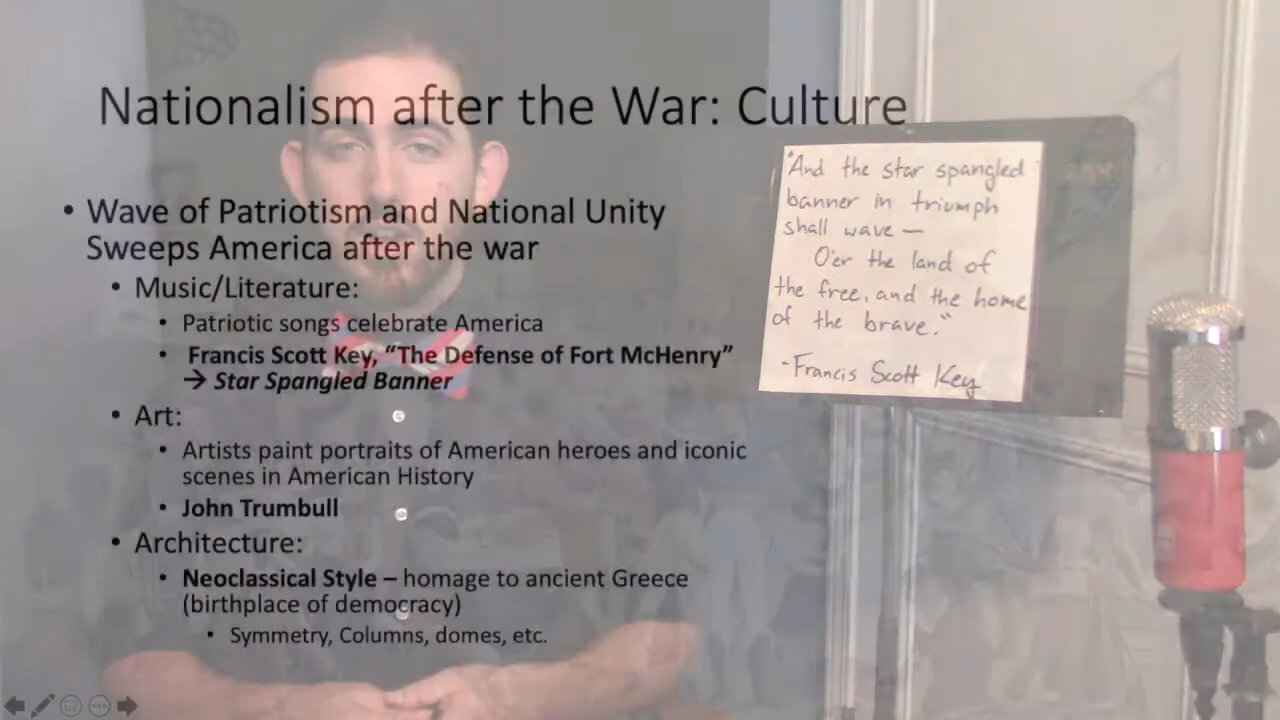 Nationalism after the War: Culture
• Wave of Patriotism and National Unity
Sweeps America after the war
• Music/Literature:
• Patriotic songs celebrate America
• Francis Scott Key, “The Defense of Fort McHenry”
→ Star Spangled Banner
• Art:
• Artists paint portraits of American heroes and iconic
scenes in American History
• John Trumbull
• Architecture:
• Neoclassical Style – homage to ancient Greece
(birthplace of democracy)
• Symmetry, Columns, domes, etc.
"And the star spangled
banner in triumph
shall wave —
O'er the land of
the free, and the home
of the brave."
-Francis Scott Key